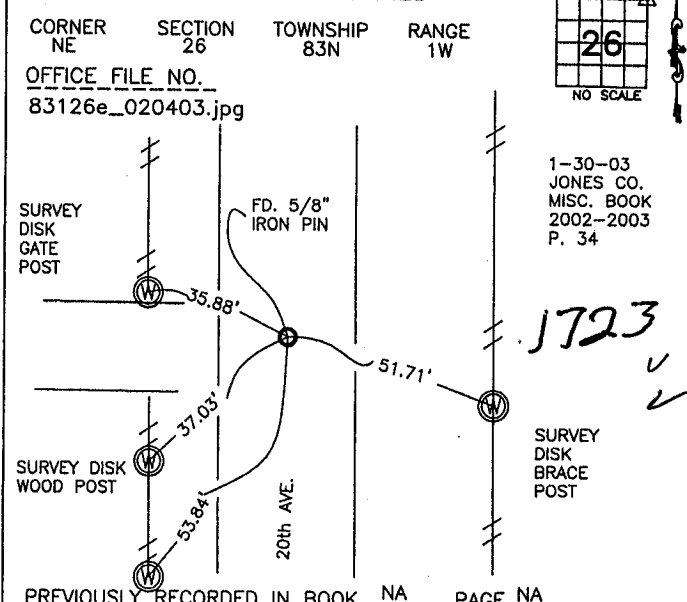 CORNER SECTION TOWNSHIP RANGE
NE 26 83N 1W
OFFICE FILE NO.
83126e_020403.jpg
26
NO SCALE
1-30-03
JONES CO.
MISC. BOOK
2002-2003
P. 34
SURVEY
DISK
GATE
POST
FD. 5/8"
IRON PIN
W
35.88'
51.71'
W
1723
37.03'
SURVEY DISK
WOOD POST
W
SURVEY
DISK
BRACE
POST
53.84'
20th AVE.
W
PREVIOUSLY RECORDED IN BOOK NA PAGE NA